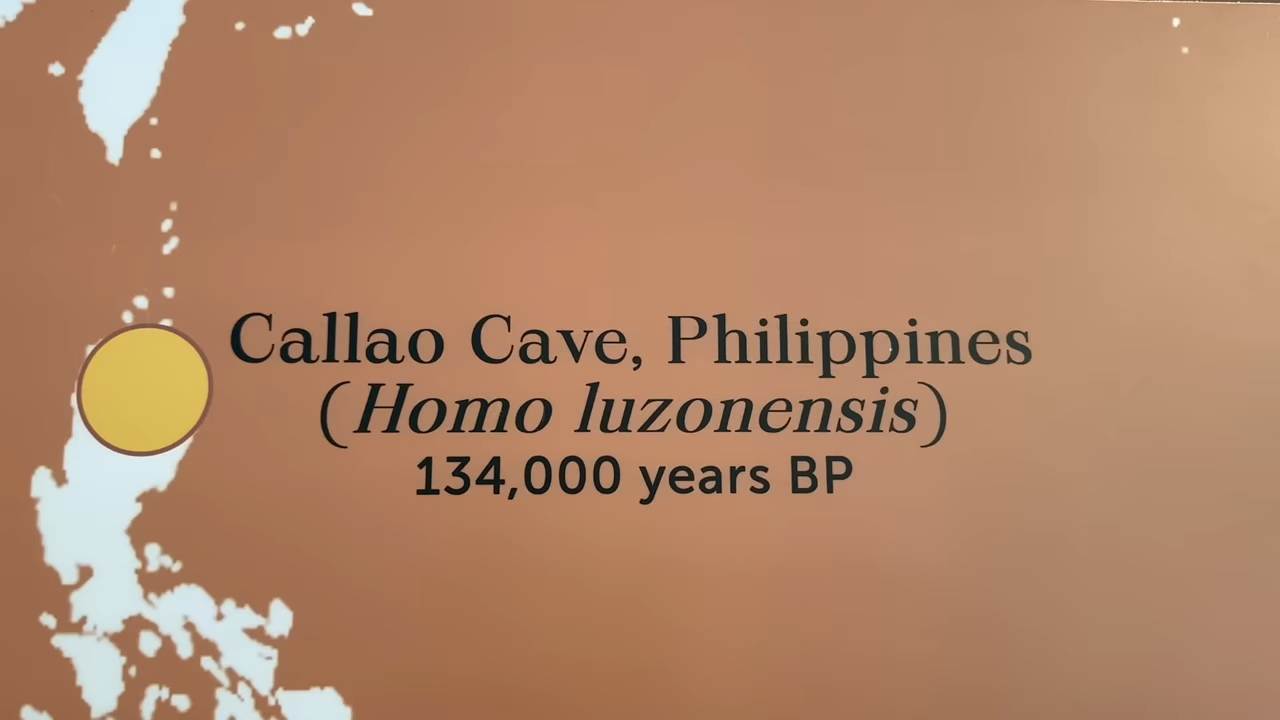 Callao Cave, Philippines
(Homo luzonensis)
134,000 years BP